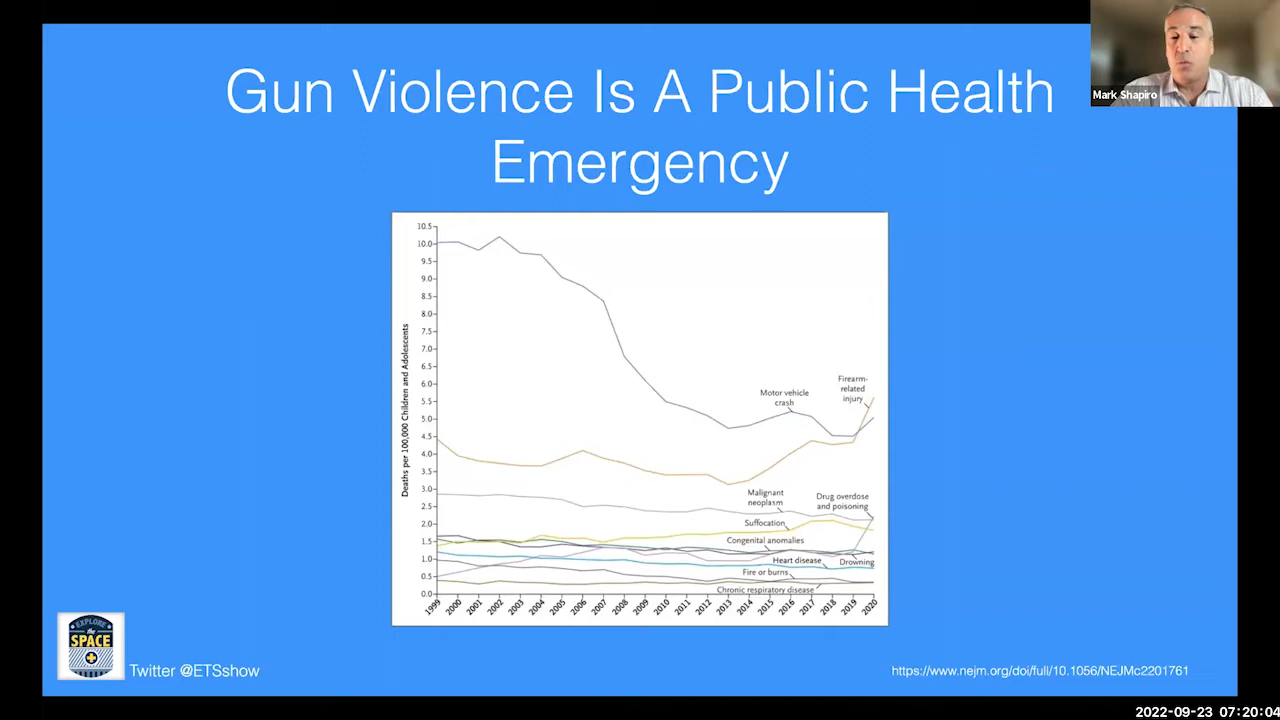 Gun Violence Is A Public Health
Emergency
Mark Shapiro
Deaths per 100,000 Children and Adolescents
10.5
10.0
9.5
9.0
8.5
8.0
7.5
7.0
6.5
6.0
5.5
5.0
4.5
4.0
3.5
3.0
2.5
2.0
1.5
1.0
0.5
0.0
Firearm-
related
injury
Motor vehicle
crash
Malignant
neoplasm
Drug overdose
and poisoning
Suffocation
Congenital anomalies
Heart disease
Drowning
Fire or burns
Chronic respiratory disease
1999
2000
2001
2002
2003
2004
2005
2006
2007
2008
2009
2010
2011
2012
2013
2014
2015
2016
2017
2018
2019
2020
EXPLORE
the
SPACE
Twitter @ETSshow
https://www.nejm.org/doi/full/10.1056/NEJMc2201761
2022-09-23 07:20:04